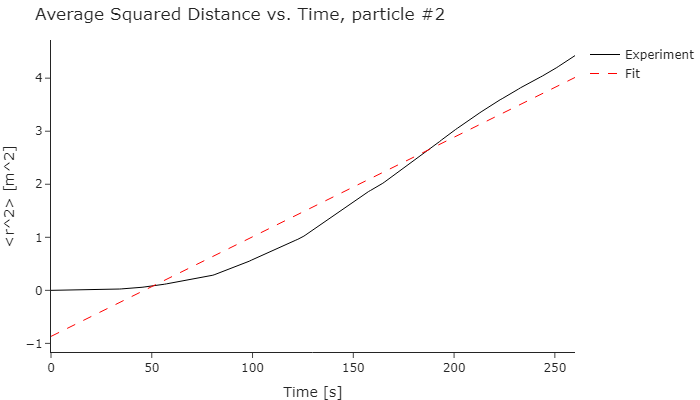 Average Squared Distance vs. Time, particle #2
Experiment
Fit
<r^2> [m^2]
4
3
2
1
0
−1
0
50
100
150
200
250
Time [s]